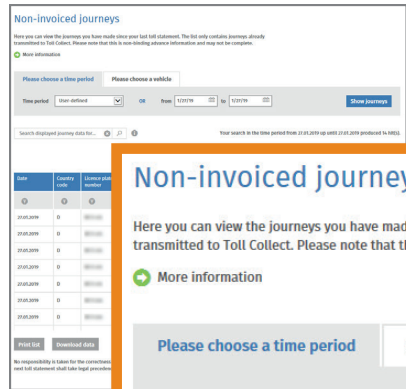 Non-invoiced journeys
Here you can view the journeys you have made since your last toll statement. The list only contains journeys already
transmitted to Toll Collect. Please note that this is non-binding advance information and may not be complete.
More information
Please choose a time period Please choose a vehicle
Time period User-defined OR from 1/27/19 to 1/27/19 Show journeys
Search displayed journey data for... Your search in the time period from 27.01.2019 up until 27.01.2019 produced 14 hit(s).
Date Country Licence plate
code number
27.01.2019 D
27.01.2019 D
27.01.2019 D
27.01.2019 D
27.01.2019 D
27.01.2019 D
27.01.2019 D
Print list Download data
No responsibility is taken for the correctness
next toll statement shall take legal preceden
Non-invoiced journey
Here you can view the journeys you have mad
transmitted to Toll Collect. Please note that th
More information
Please choose a time period